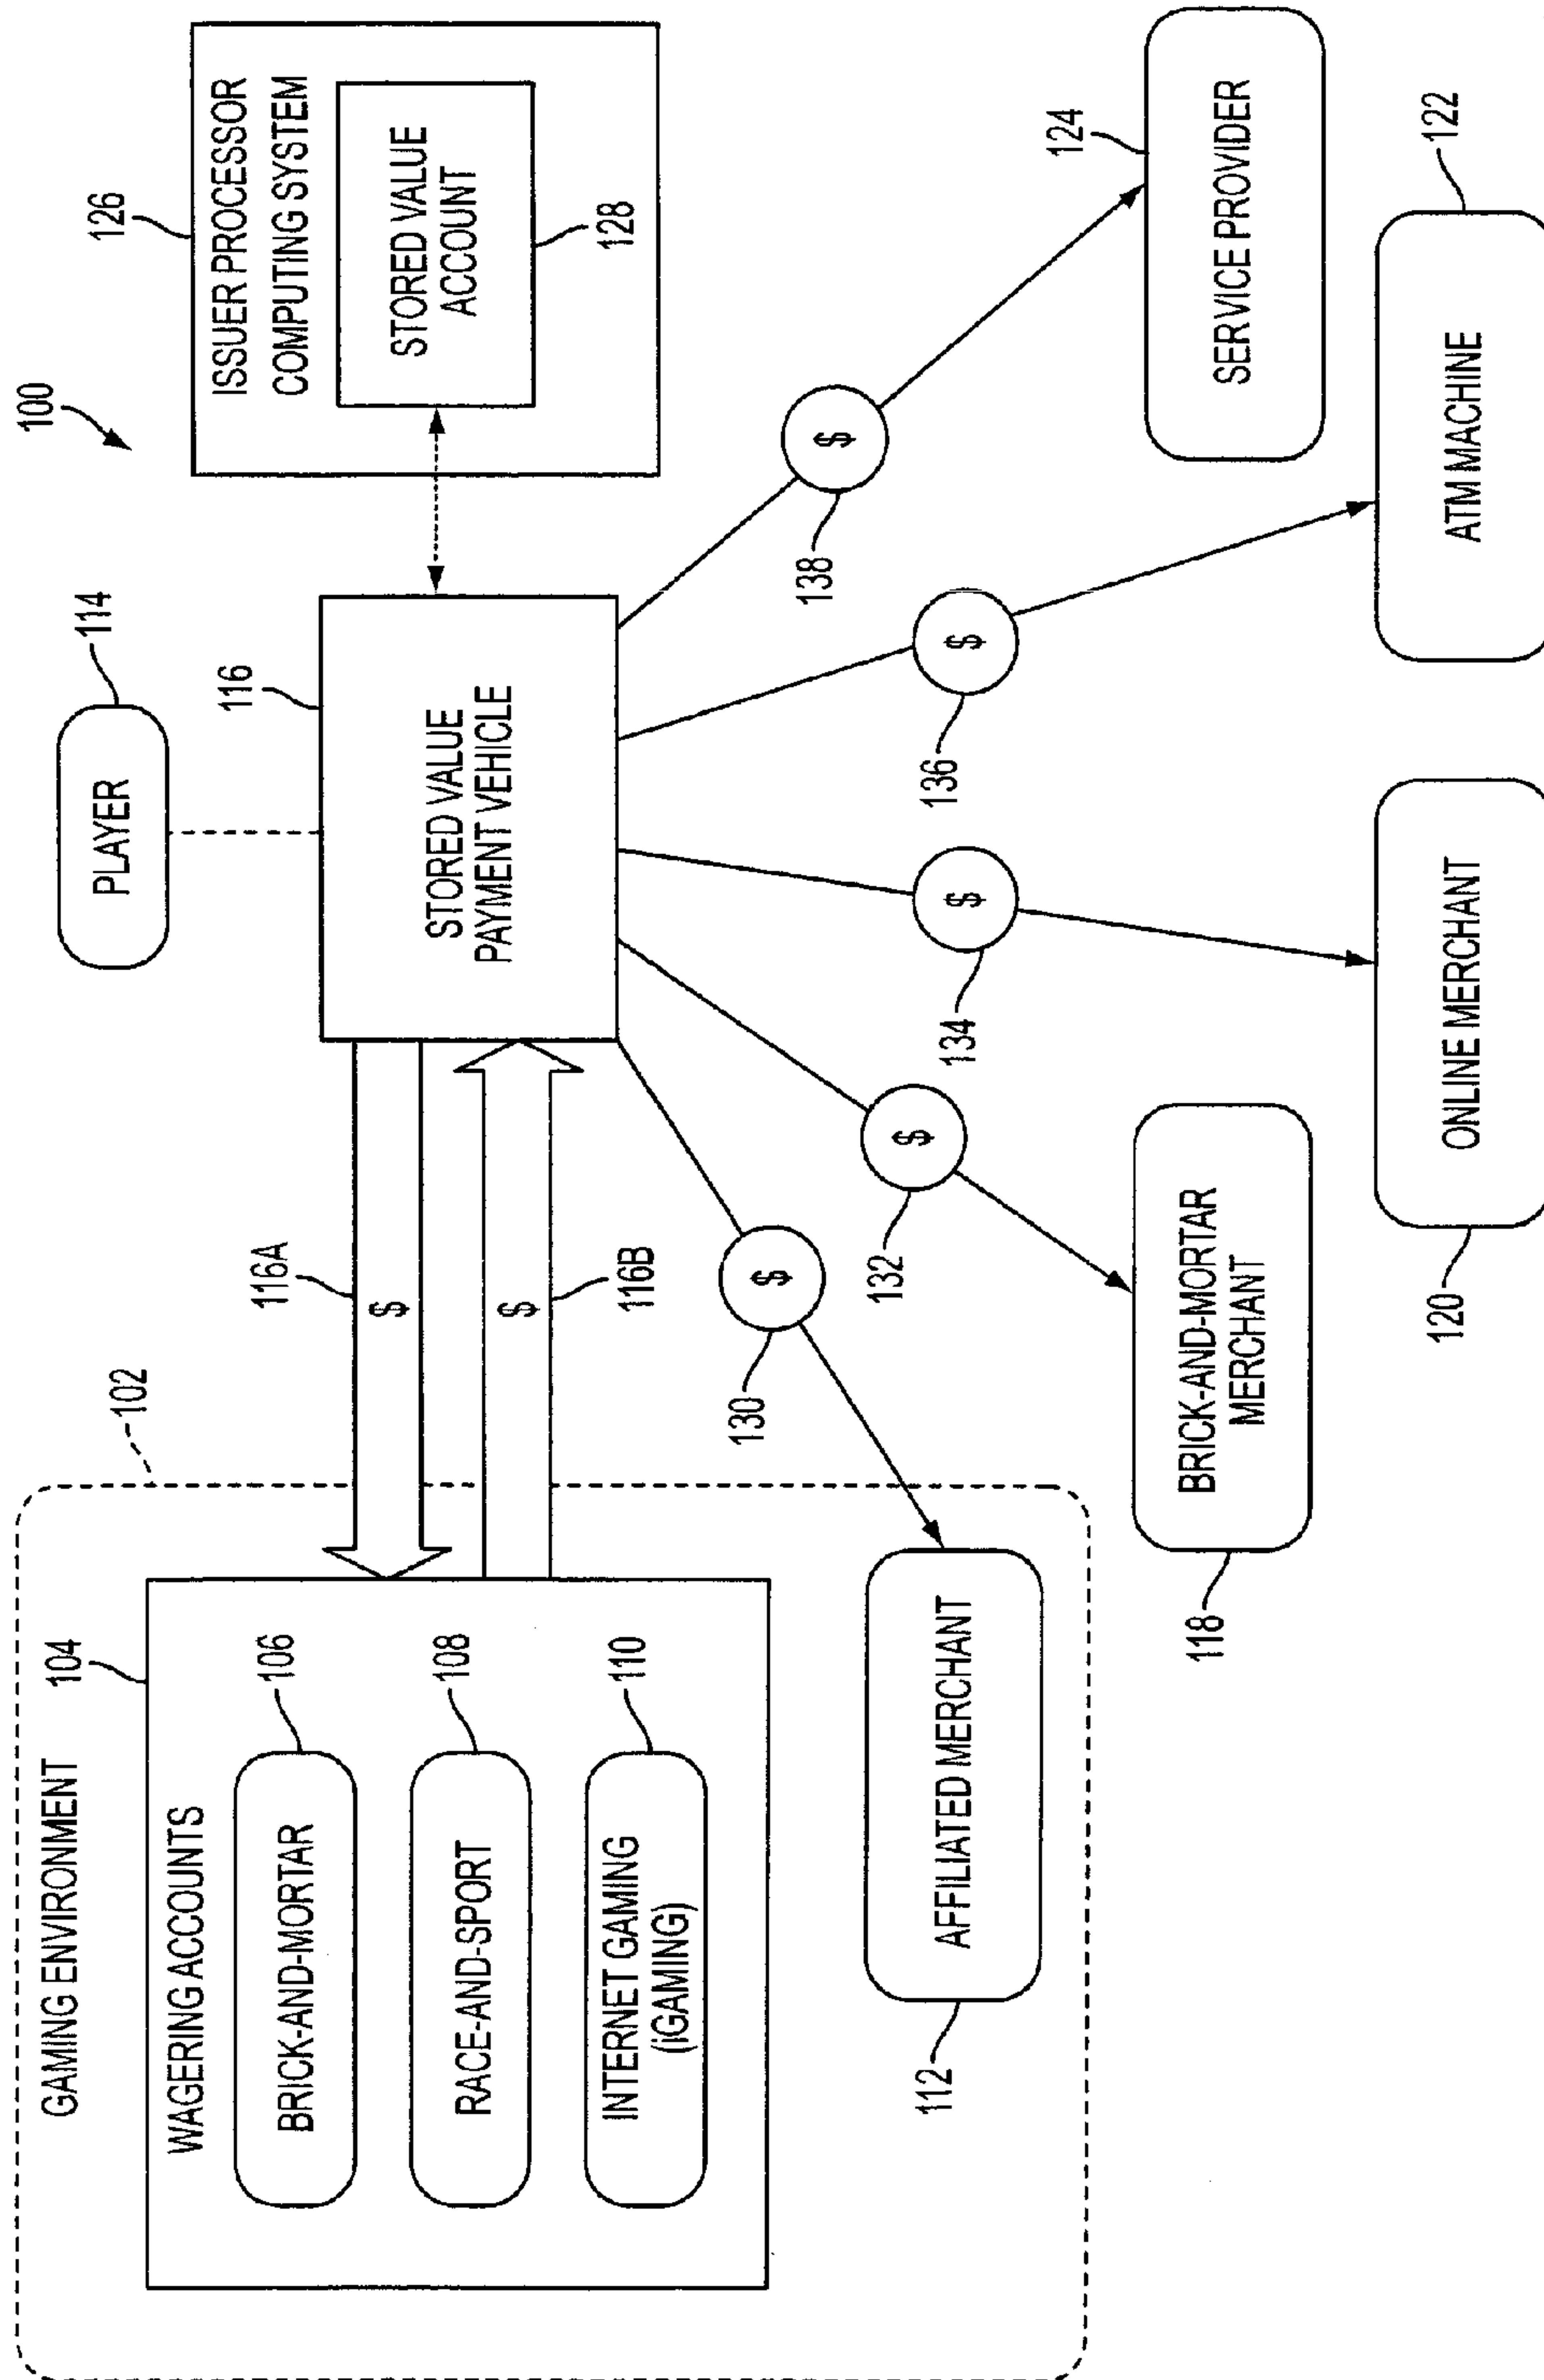 100
GAMING ENVIRONMENT
102
104
WAGERING ACCOUNTS
BRICK-AND-MORTAR
106
RACE-AND-SPORT
108
INTERNET GAMING
(iGAMING)
110
AFFILIATED MERCHANT
112
116A
$
$
116B
PLAYER
114
116
STORED VALUE
PAYMENT VEHICLE
126
ISSUER PROCESSOR
COMPUTING SYSTEM
STORED VALUE
ACCOUNT
128
$
130
$
132
$
134
$
136
$
138
BRICK-AND-MORTAR
MERCHANT
118
ONLINE MERCHANT
120
ATM MACHINE
122
SERVICE PROVIDER
124